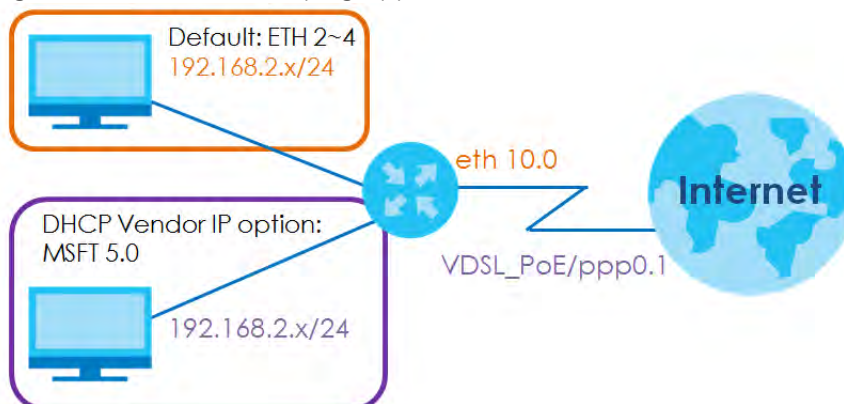 Default: ETH 2~4
192.168.2.x/24
eth 10.0
Internet
DHCP Vendor IP option:
MSFT 5.0
VDSL_PoE/ppp0.1
192.168.2.x/24